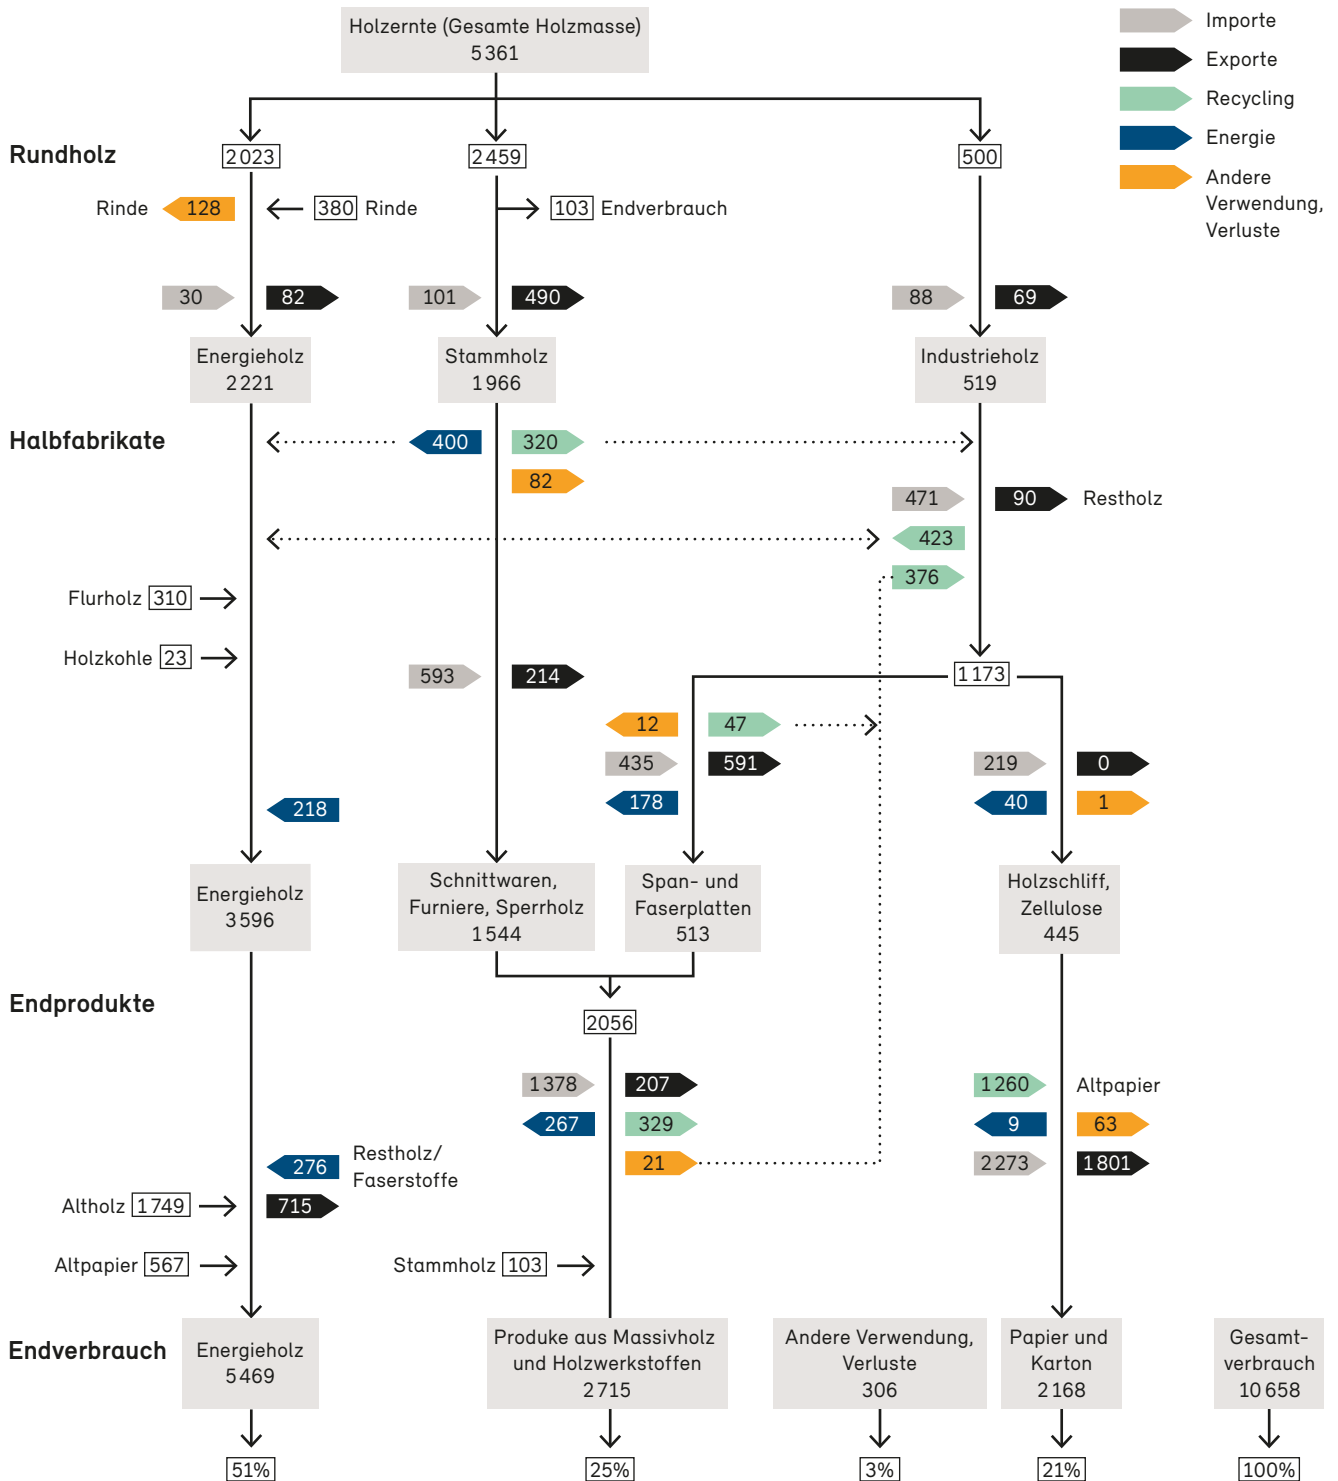 Holzernte (Gesamte Holzmasse)
5361
Importe
Exporte
Recycling
Energie
Andere
Verwendung,
Verluste
Rundholz
2023
2459
500
Rinde
128
380
Rinde
103
Endverbrauch
30
82
101
490
88
69
Energieholz
2221
Stammholz
1966
Industrieholz
519
Halbfabrikate
400
320
82
471
90
Restholz
423
376
Flurholz
310
Holzkohle
23
593
214
1173
12
47
435
591
219
0
218
178
40
1
Energieholz
3596
Schnittwaren,
Furniere, Sperrholz
1544
Span- und
Faserplatten
513
Holzschliff,
Zellulose
445
Endprodukte
2056
1378
207
1260
Altpapier
267
329
9
63
276
Restholz/
Faserstoffe
21
2273
1801
Altholz
1749
715
Altpapier
567
Stammholz
103
Endverbrauch
Energieholz
5469
Produke aus Massivholz
und Holzwerkstoffen
2715
Andere Verwendung,
Verluste
306
Papier und
Karton
2168
Gesamt-
verbrauch
10658
51%
25%
3%
21%
100%